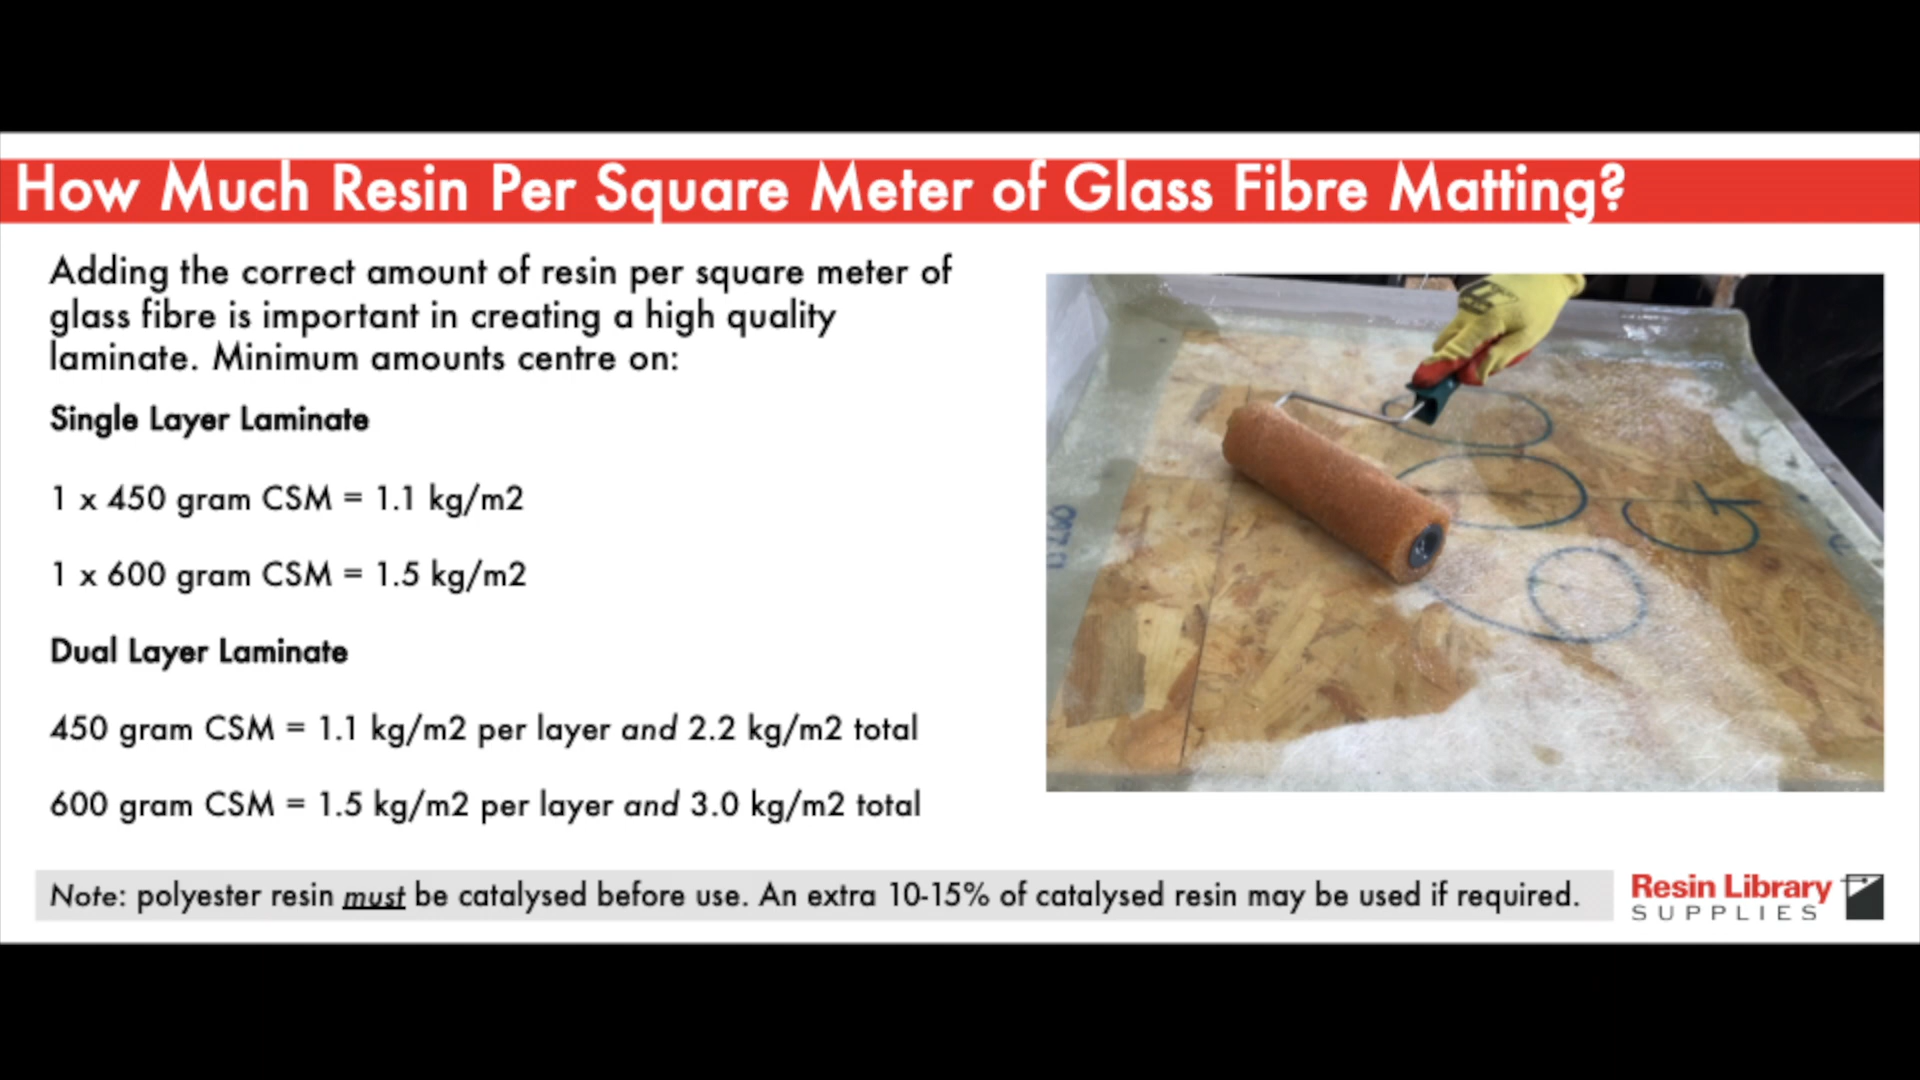 How Much Resin Per Square Meter of Glass Fibre Matting?
Adding the correct amount of resin per square meter of
glass fibre is important in creating a high quality
laminate. Minimum amounts centre on:
Single Layer Laminate
1 x 450 gram CSM = 1.1 kg/m2
1 x 600 gram CSM = 1.5 kg/m2
Dual Layer Laminate
450 gram CSM = 1.1 kg/m2 per layer and 2.2 kg/m2 total
600 gram CSM = 1.5 kg/m2 per layer and 3.0 kg/m2 total
Note: polyester resin must be catalysed before use. An extra 10-15% of catalysed resin may be used if required.
Resin Library
SUPPLIES